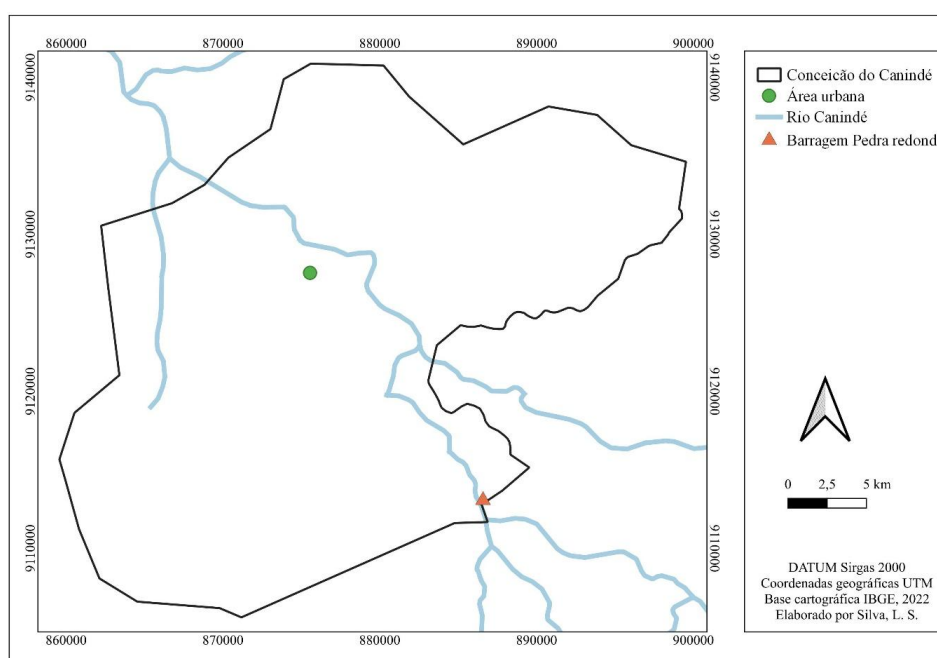 860000 870000 880000 890000 900000
9140000 9140000
9130000 9130000
9120000 9120000
9110000 9110000
860000 870000 880000 890000 900000
Conceicão do Canindé
Área urbana
Rio Canindé
Barragem Pedra redond
0 2,5 5 km
DATUM Sirgas 2000
Coordenadas geográficas UTM
Base cartográfica IBGE, 2022
Elaborado por Silva, L. S.